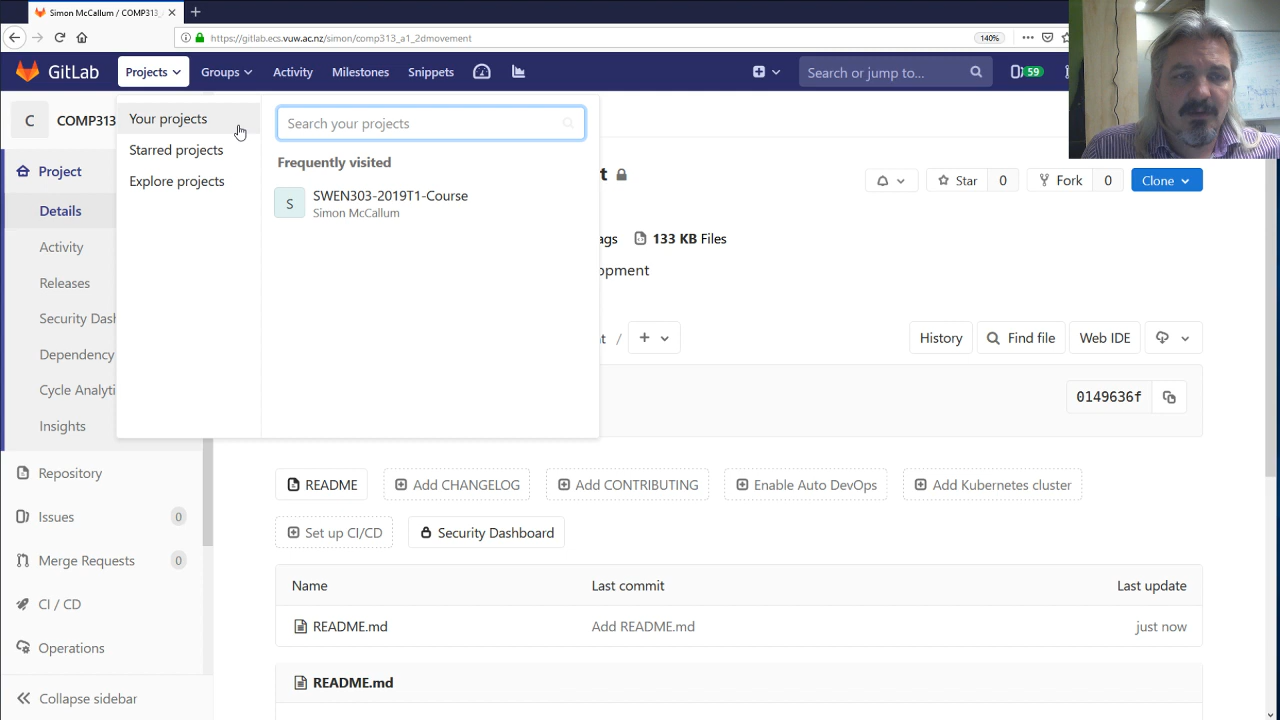 Simon McCallum / COMP313_
https://gitlab.ecs.vuw.ac.nz/simon/comp313_a1_2dmovement
140%
GitLab
Projects
Groups
Activity
Milestones
Snippets
Search or jump to...
59
C
COMP313
Your projects
Starred projects
Explore projects
Search your projects
Frequently visited
S
SWEN303-2019T1-Course
Simon McCallum
t
Star
0
Fork
0
Clone
Project
Details
Activity
Releases
Security Dash
Dependency
Cycle Analyti
Insights
Repository
Issues
0
Merge Requests
0
CI / CD
Operations
Collapse sidebar
ags
133 KB Files
opment
t /
+
History
Find file
Web IDE
0149636f
README
Add CHANGELOG
Add CONTRIBUTING
Enable Auto DevOps
Add Kubernetes cluster
Set up CI/CD
Security Dashboard
Name
Last commit
Last update
README.md
Add README.md
just now
README.md